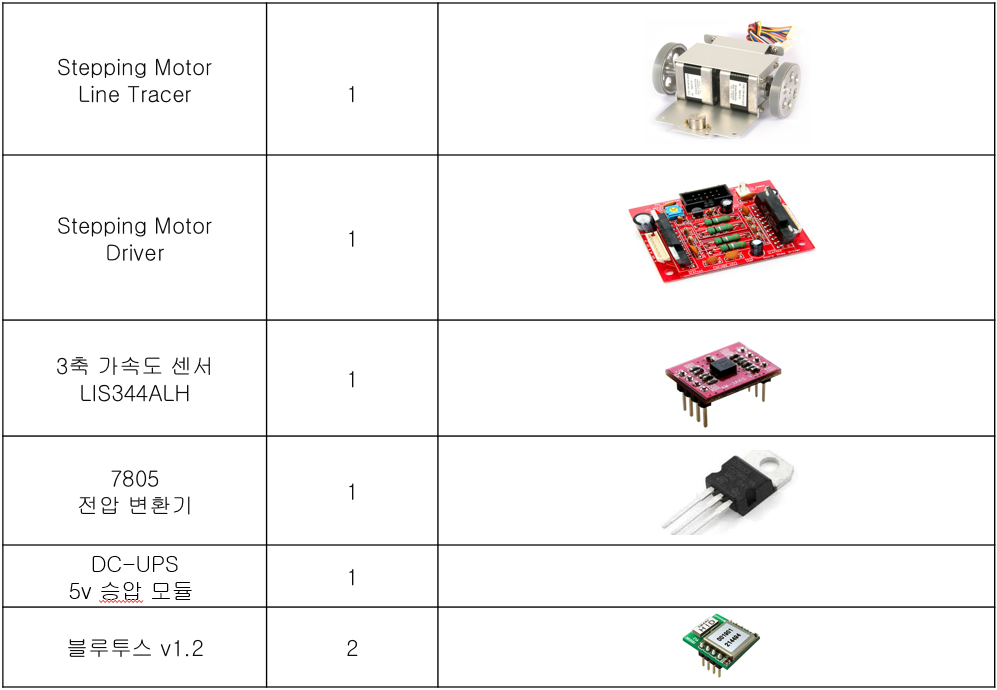 Stepping Motor
Line Tracer
1
Stepping Motor
Driver
1
3축 가속도 센서
LIS344ALH
1
7805
전압 변환기
1
DC-UPS
5v 승압 모듈
1
블루투스 v1.2
2
001901
214494